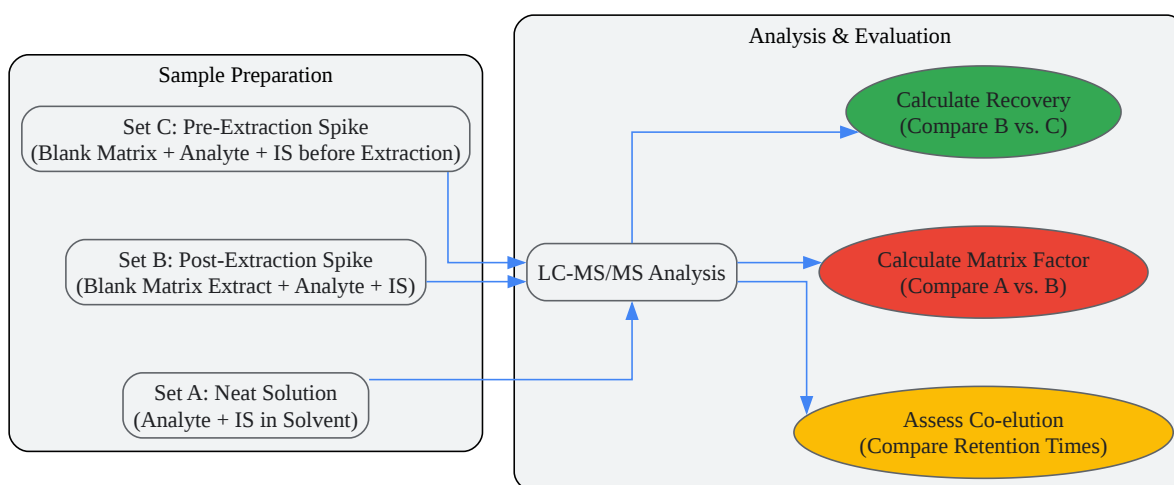 Sample Preparation
Set C: Pre-Extraction Spike
(Blank Matrix + Analyte + IS before Extraction)
Set B: Post-Extraction Spike
(Blank Matrix Extract + Analyte + IS)
Set A: Neat Solution
(Analyte + IS in Solvent)
Analysis & Evaluation
LC-MS/MS Analysis
Calculate Recovery
(Compare B vs. C)
Calculate Matrix Factor
(Compare A vs. B)
Assess Co-elution
(Compare Retention Times)